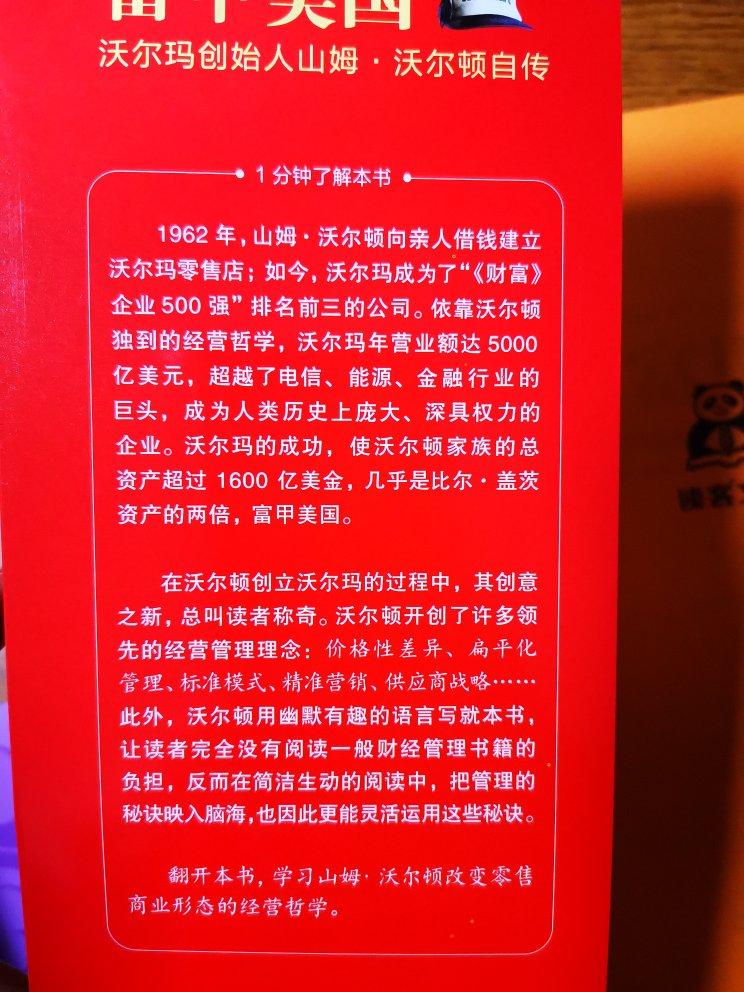 富甲美国
沃尔玛创始人山姆·沃尔顿自传
1分钟了解本书
1962年，山姆·沃尔顿向亲人借钱建立
沃尔玛零售店；如今，沃尔玛成为了“《财富》
企业500强”排名前三的公司。依靠沃尔顿
独到的经营哲学，沃尔玛年营业额达5000
亿美元，超越了电信、能源、金融行业的
巨头，成为人类历史上庞大、深具权力的
企业。沃尔玛的成功，使沃尔顿家族的总
资产超过1600亿美金，几乎是比尔·盖茨
资产的两倍，富甲美国。
在沃尔顿创立沃尔玛的过程中，其创意
之新，总叫读者称奇。沃尔顿开创了许多领
先的经营管理理念：价格性差异、扁平化
管理、标准模式、精准营销、供应商战略……
此外，沃尔顿用幽默有趣的语言写就本书，
让读者完全没有阅读一般财经管理书籍的
负担，反而在简洁生动的阅读中，把管理的
秘诀映入脑海，也因此更能灵活运用这些秘诀。
翻开本书，学习山姆·沃尔顿改变零售
商业形态的经营哲学。